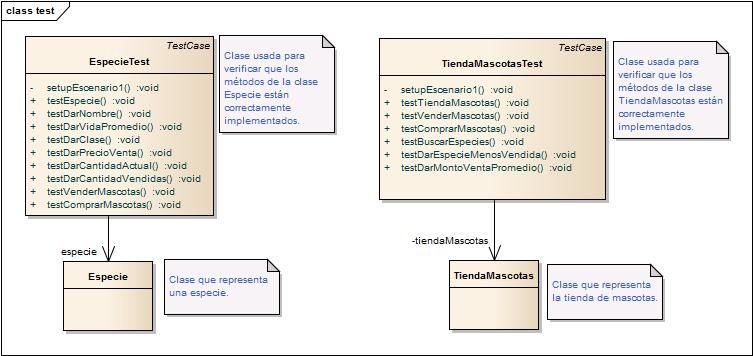 class test
TestCase
EspecieTest
- setupEscenario1() :void
+ testEspecie() :void
+ testDarNombre() :void
+ testDarVidaPromedio() :void
+ testDarClase() :void
+ testDarPrecioVenta() :void
+ testDarCantidadActual() :void
+ testDarCantidadVendidas() :void
+ testVenderMascotas() :void
+ testComprarMascotas() :void
Clase usada para
verificar que los
métodos de la clase
Especie están
correctamente
implementados.
TestCase
TiendaMascotasTest
- setupEscenario1() :void
+ testTiendaMascotas() :void
+ testVenderMascotas() :void
+ testComprarMascotas() :void
+ testBuscarEspecies() :void
+ testDarEspecieMenosVendida() :void
+ testDarMontoVentaPromedio() :void
Clase usada para
verificar que los
métodos de la clase
TiendaMascotas están
correctamente
implementados.
especie
Especie
Clase que representa
una especie.
-tiendaMascotas
TiendaMascotas
Clase que representa
la tienda de mascotas.